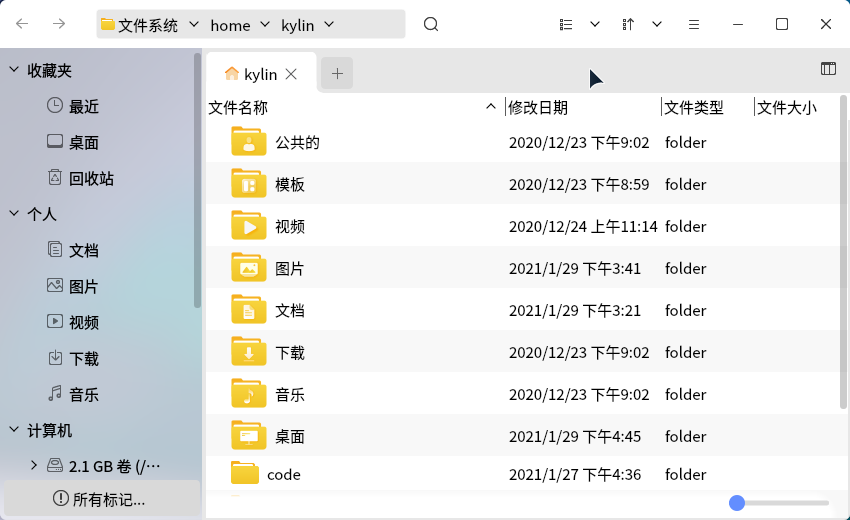 文件系统 home kylin
收藏夹
最近
桌面
回收站
个人
文档
图片
视频
下载
音乐
计算机
2.1 GB 卷 (/⋯
所有标记...
kylin
文件名称 修改日期 文件类型 文件大小
公共的 2020/12/23 下午9:02 folder
模板 2020/12/23 下午8:59 folder
视频 2020/12/24 上午11:14 folder
图片 2021/1/29 下午3:41 folder
文档 2021/1/29 下午3:21 folder
下载 2020/12/23 下午9:02 folder
音乐 2020/12/23 下午9:02 folder
桌面 2021/1/29 下午4:45 folder
code 2021/1/27 下午4:36 folder